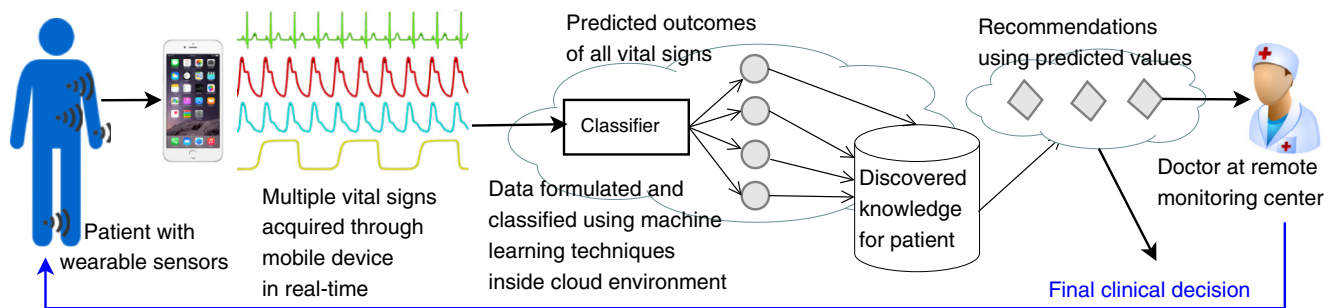 Patient with
wearable sensors
Multiple vital signs
acquired through
mobile device
in real-time
Predicted outcomes
of all vital signs
Classifier
Data formulated and
classified using machine
learning techniques
inside cloud environment
Discovered
knowledge
for patient
Recommendations
using predicted values
Doctor at remote
monitoring center
Final clinical decision